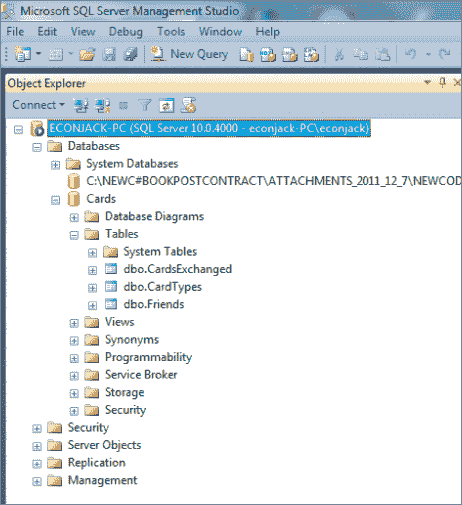 Microsoft SQL Server Management Studio
File Edit View Debug Tools Window Help
New Query
Object Explorer
Connect
ECONJACK-PC (SQL Server 10.0.4000 - econjack-PC\econjack)
Databases
System Databases
C:\NEWC#BOOKPOSTCONTRACT\ATTACHMENTS_2011_12_7\NEWCOD
Cards
Database Diagrams
Tables
System Tables
dbo.CardsExchanged
dbo.CardTypes
dbo.Friends
Views
Synonyms
Programmability
Service Broker
Storage
Security
Security
Server Objects
Replication
Management